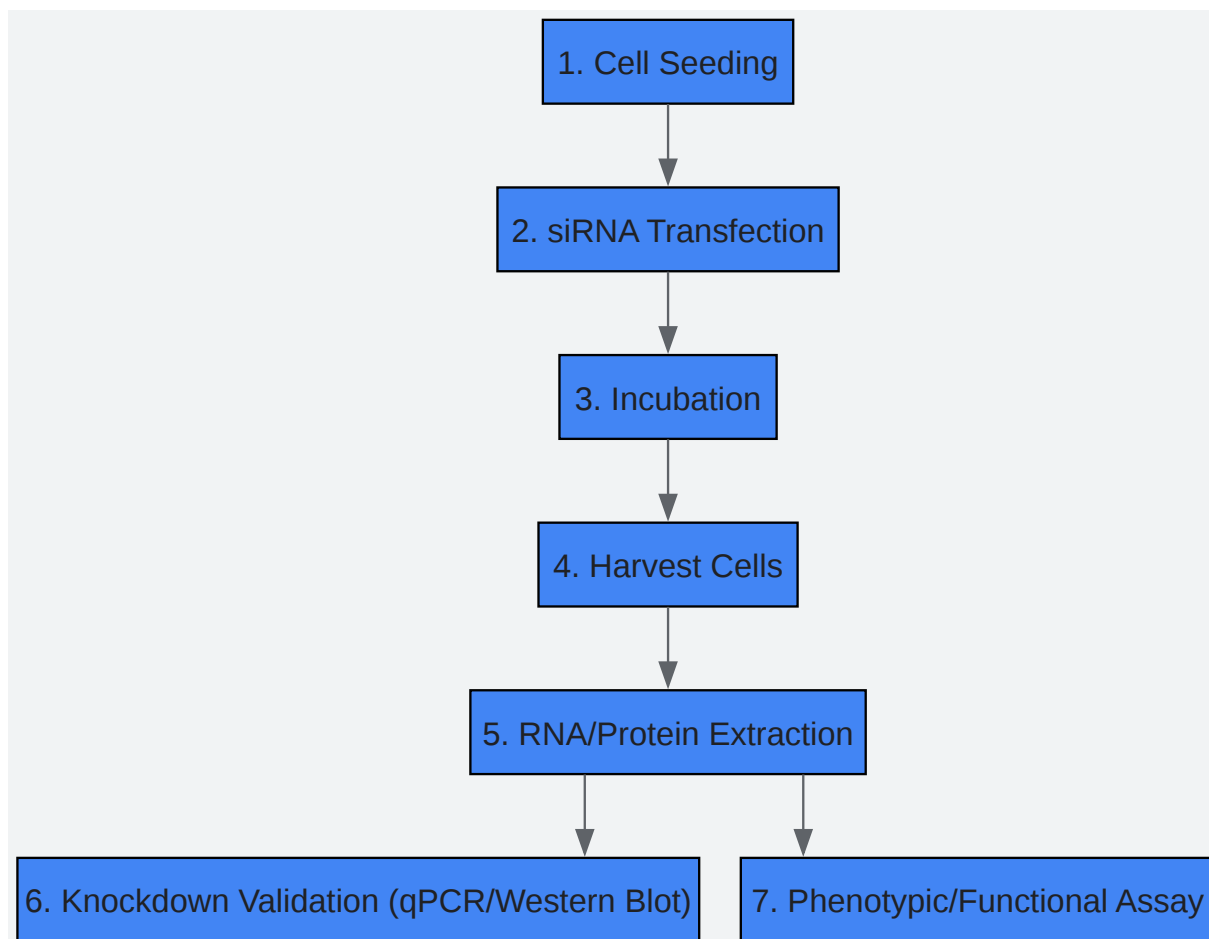 1. Cell Seeding
2. siRNA Transfection
3. Incubation
4. Harvest Cells
5. RNA/Protein Extraction
6. Knockdown Validation (qPCR/Western Blot)
7. Phenotypic/Functional Assay